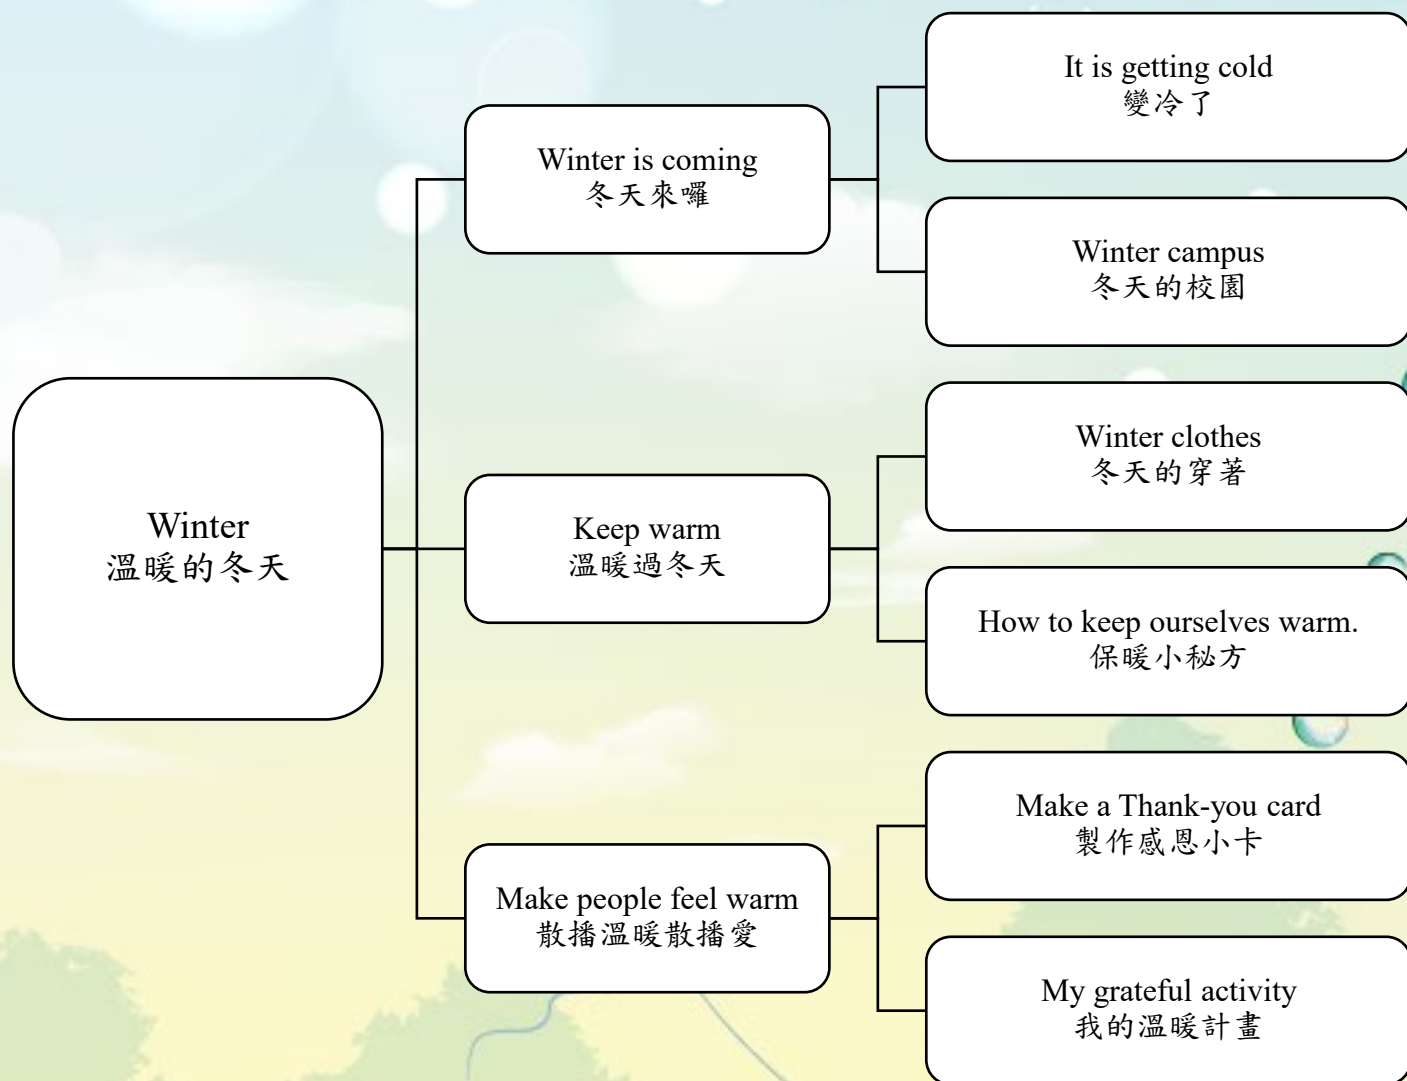 Winter
溫暖的冬天
Winter is coming
冬天來囉
It is getting cold
變冷了
Winter campus
冬天的校園
Keep warm
溫暖過冬天
Winter clothes
冬天的穿著
How to keep ourselves warm.
保暖小秘方
Make people feel warm
散播溫暖散播愛
Make a Thank-you card
製作感恩小卡
My grateful activity
我的溫暖計畫